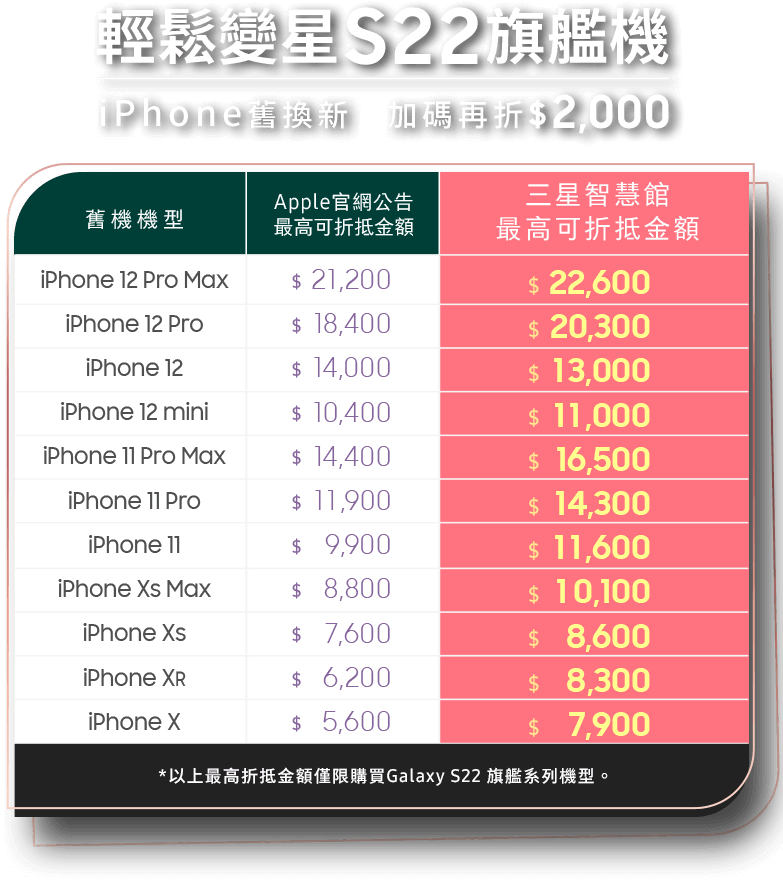 輕鬆變星S22旗艦機
iPhone舊換新 加碼再折$2,000
舊機機型
Apple官網公告
最高可折抵金額
三星智慧館
最高可折抵金額
iPhone 12 Pro Max $ 21,200 $ 22,600
iPhone 12 Pro $ 18,400 $ 20,300
iPhone 12 $ 14,000 $ 13,000
iPhone 12 mini $ 10,400 $ 11,000
iPhone 11 Pro Max $ 14,400 $ 16,500
iPhone 11 Pro $ 11,900 $ 14,300
iPhone 11 $ 9,900 $ 11,600
iPhone Xs Max $ 8,800 $ 10,100
iPhone Xs $ 7,600 $ 8,600
iPhone XR $ 6,200 $ 8,300
iPhone X $ 5,600 $ 7,900
*以上最高折抵金額僅限購買Galaxy S22 旗艦系列機型。